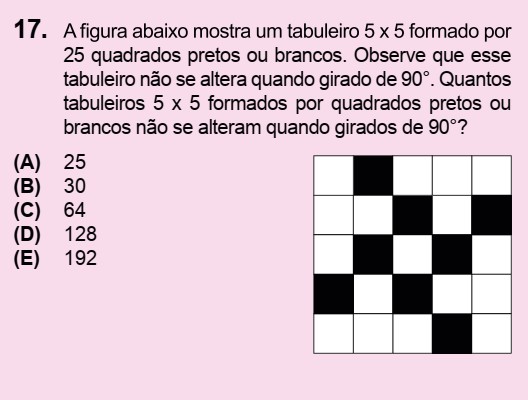 17. A figura abaixo mostra um tabuleiro 5 x 5 formado por
25 quadrados pretos ou brancos. Observe que esse
tabuleiro não se altera quando girado de 90°. Quantos
tabuleiros 5 x 5 formados por quadrados pretos ou
brancos não se alteram quando girados de 90°?
(A) 25
(B) 30
(C) 64
(D) 128
(E) 192